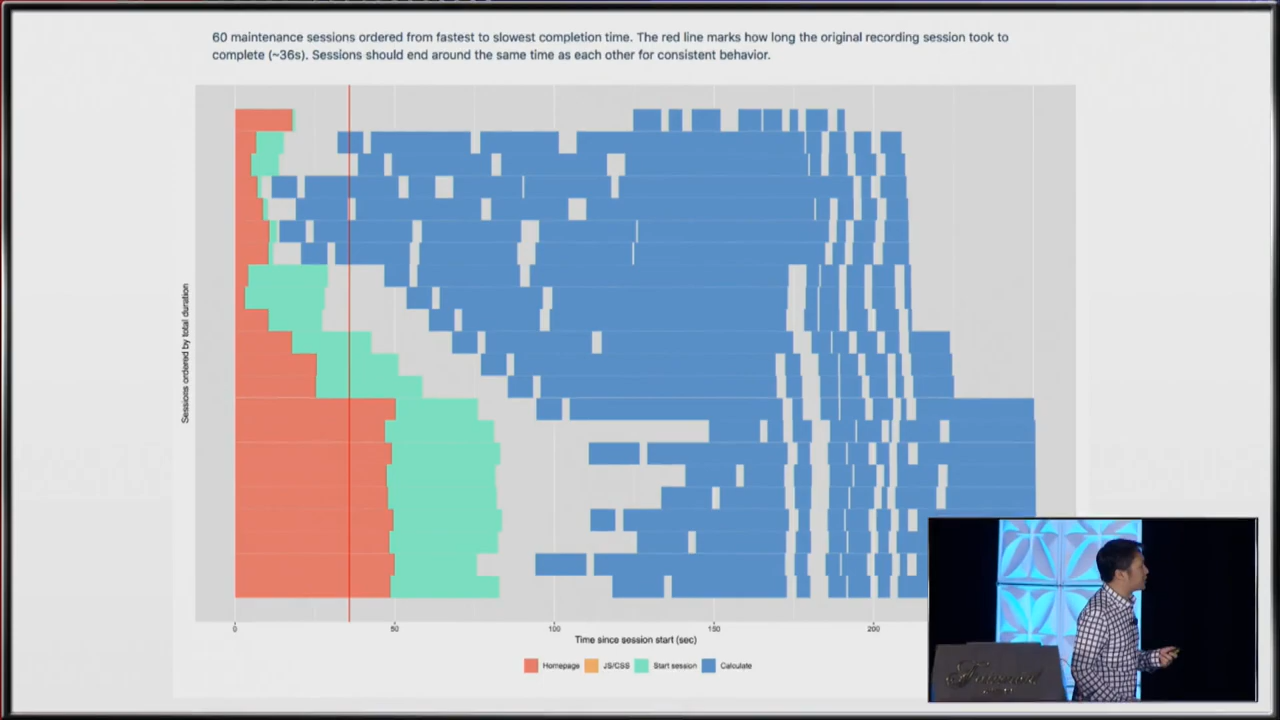 60 maintenance sessions ordered from fastest to slowest completion time. The red line marks how long the original recording session took to
complete (~36s). Sessions should end around the same time as each other for consistent behavior.
Sessions ordered by total duration
0 50 100 150 200
Time since session start (sec)
Homepage JS/CSS Start session Calculate